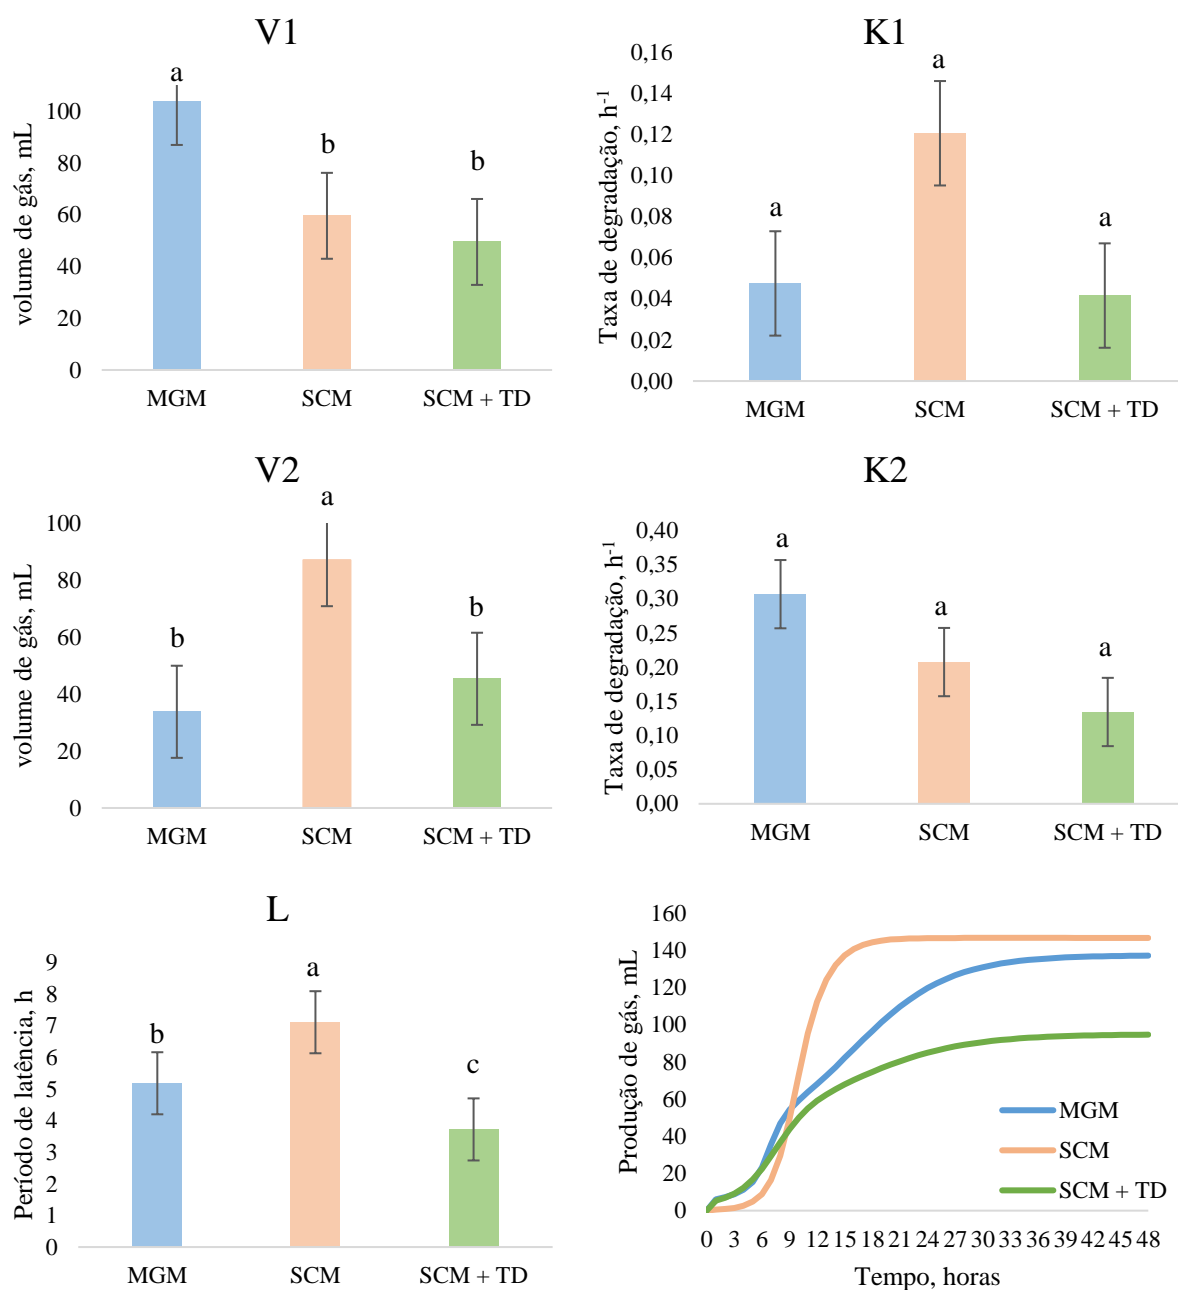 V1
a
b
b
volume de gás, mL
100
80
60
40
20
0
MGM SCM SCM + TD
K1
a
a
a
Taxa de degradação, h-1
0,16
0,14
0,12
0,10
0,08
0,06
0,04
0,02
0,00
MGM SCM SCM + TD
V2
a
b
b
volume de gás, mL
100
80
60
40
20
0
MGM SCM SCM + TD
K2
a
a
a
Taxa de degradação, h-1
0,40
0,35
0,30
0,25
0,20
0,15
0,10
0,05
0,00
MGM SCM SCM + TD
L
b
a
c
Período de latência, h
9
8
7
6
5
4
3
2
1
0
MGM SCM SCM + TD
Produção de gás, mL
160
140
120
100
80
60
40
20
0
MGM
SCM
SCM + TD
0 3 6 9 12 15 18 21 24 27 30 33 36 39 42 45 48
Tempo, horas